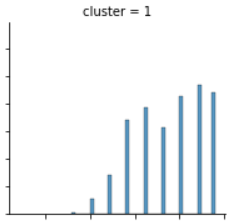 cluster = 1